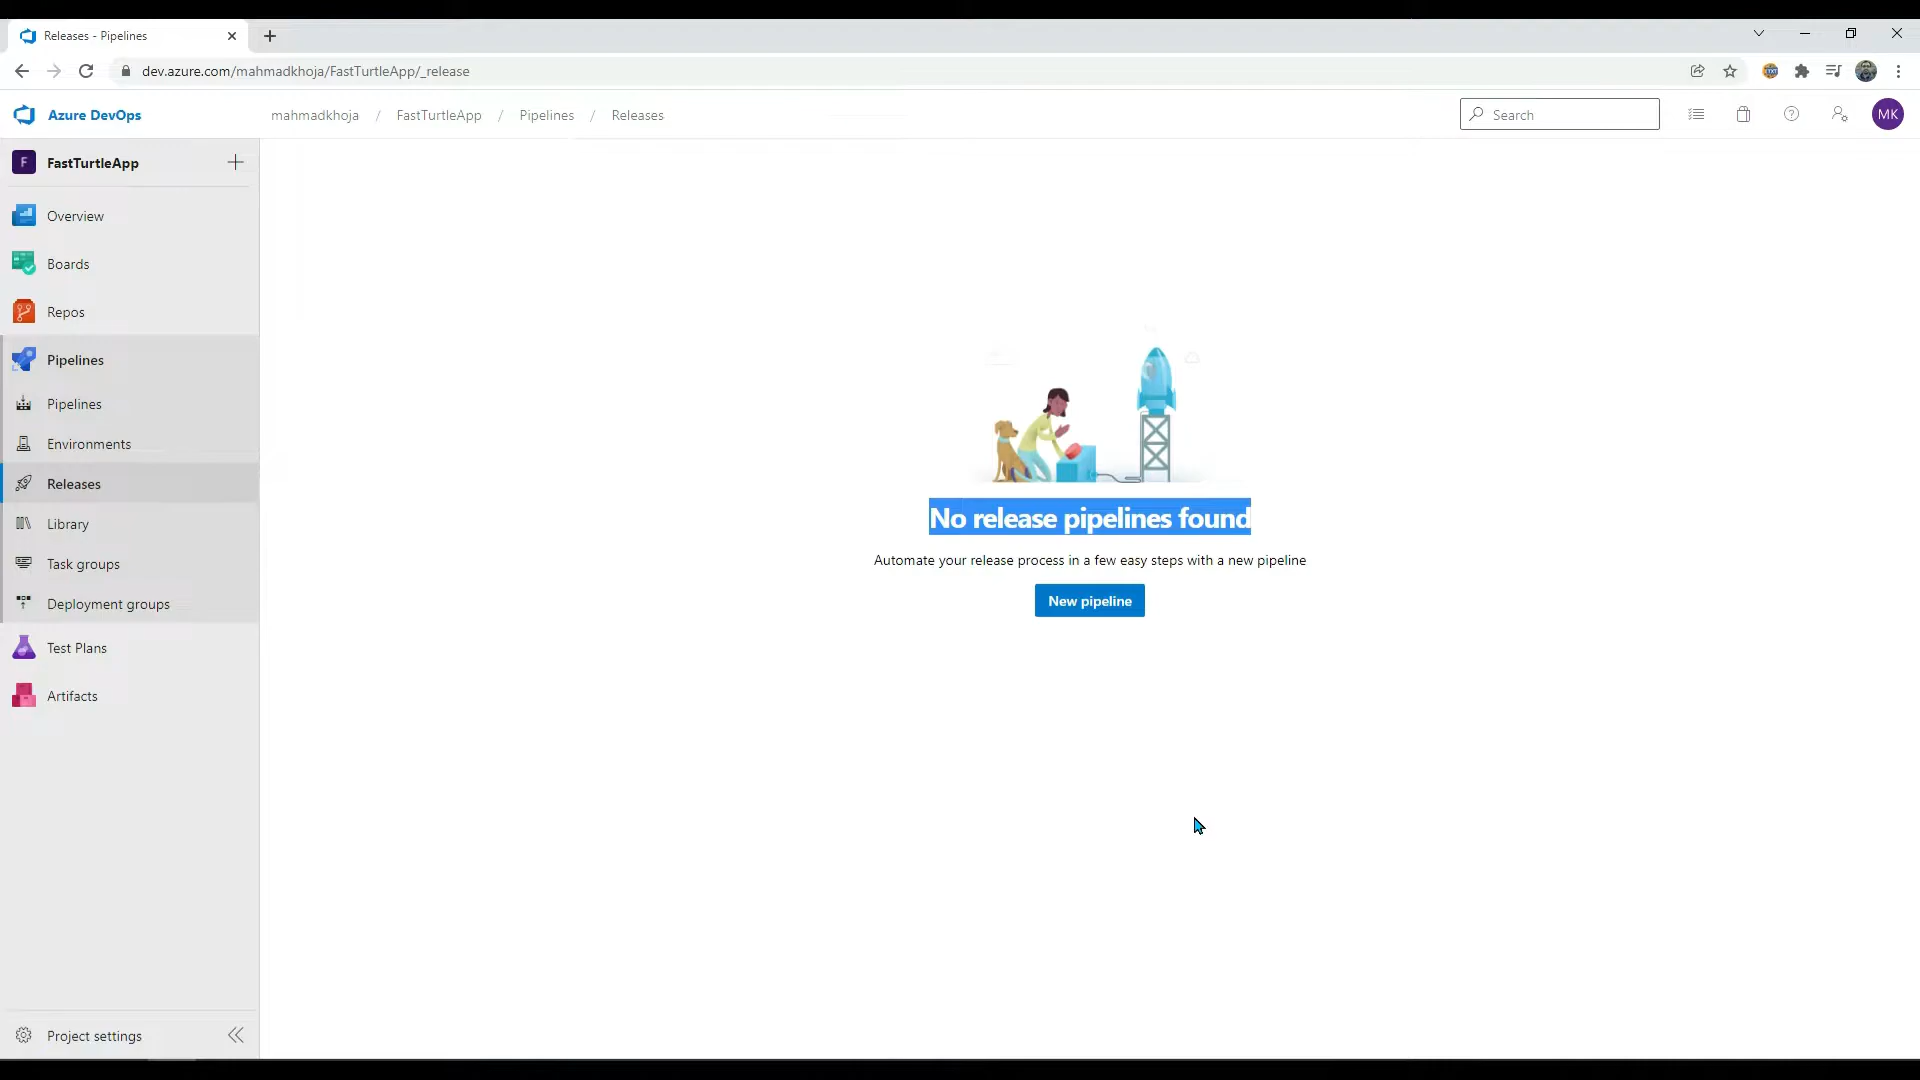 Releases - Pipelines
dev.azure.com/mahmadkhoja/FastTurtleApp/_release
TXT
Azure DevOps
mahmadkhoja / FastTurtleApp / Pipelines / Releases
Search
MK
F FastTurtleApp
Overview
Boards
Repos
Pipelines
Pipelines
Environments
Releases
Library
Task groups
Deployment groups
Test Plans
Artifacts
No release pipelines found
Automate your release process in a few easy steps with a new pipeline
New pipeline
Project settings